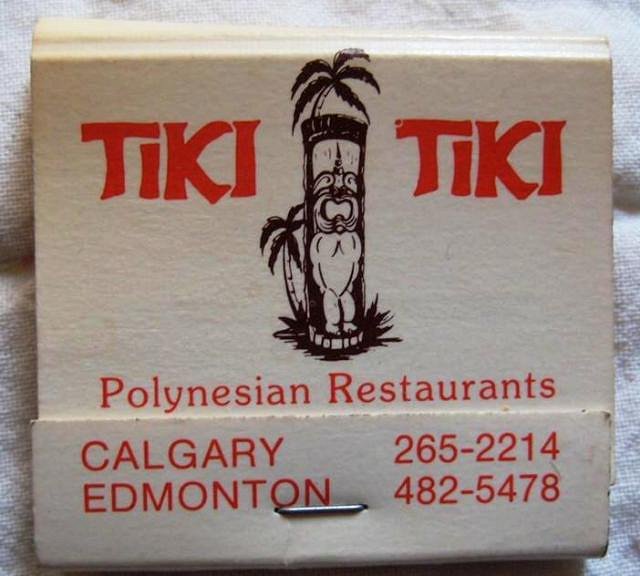 TiKI TiKI
Polynesian Restaurants
CALGARY 265-2214
EDMONTON 482-5478